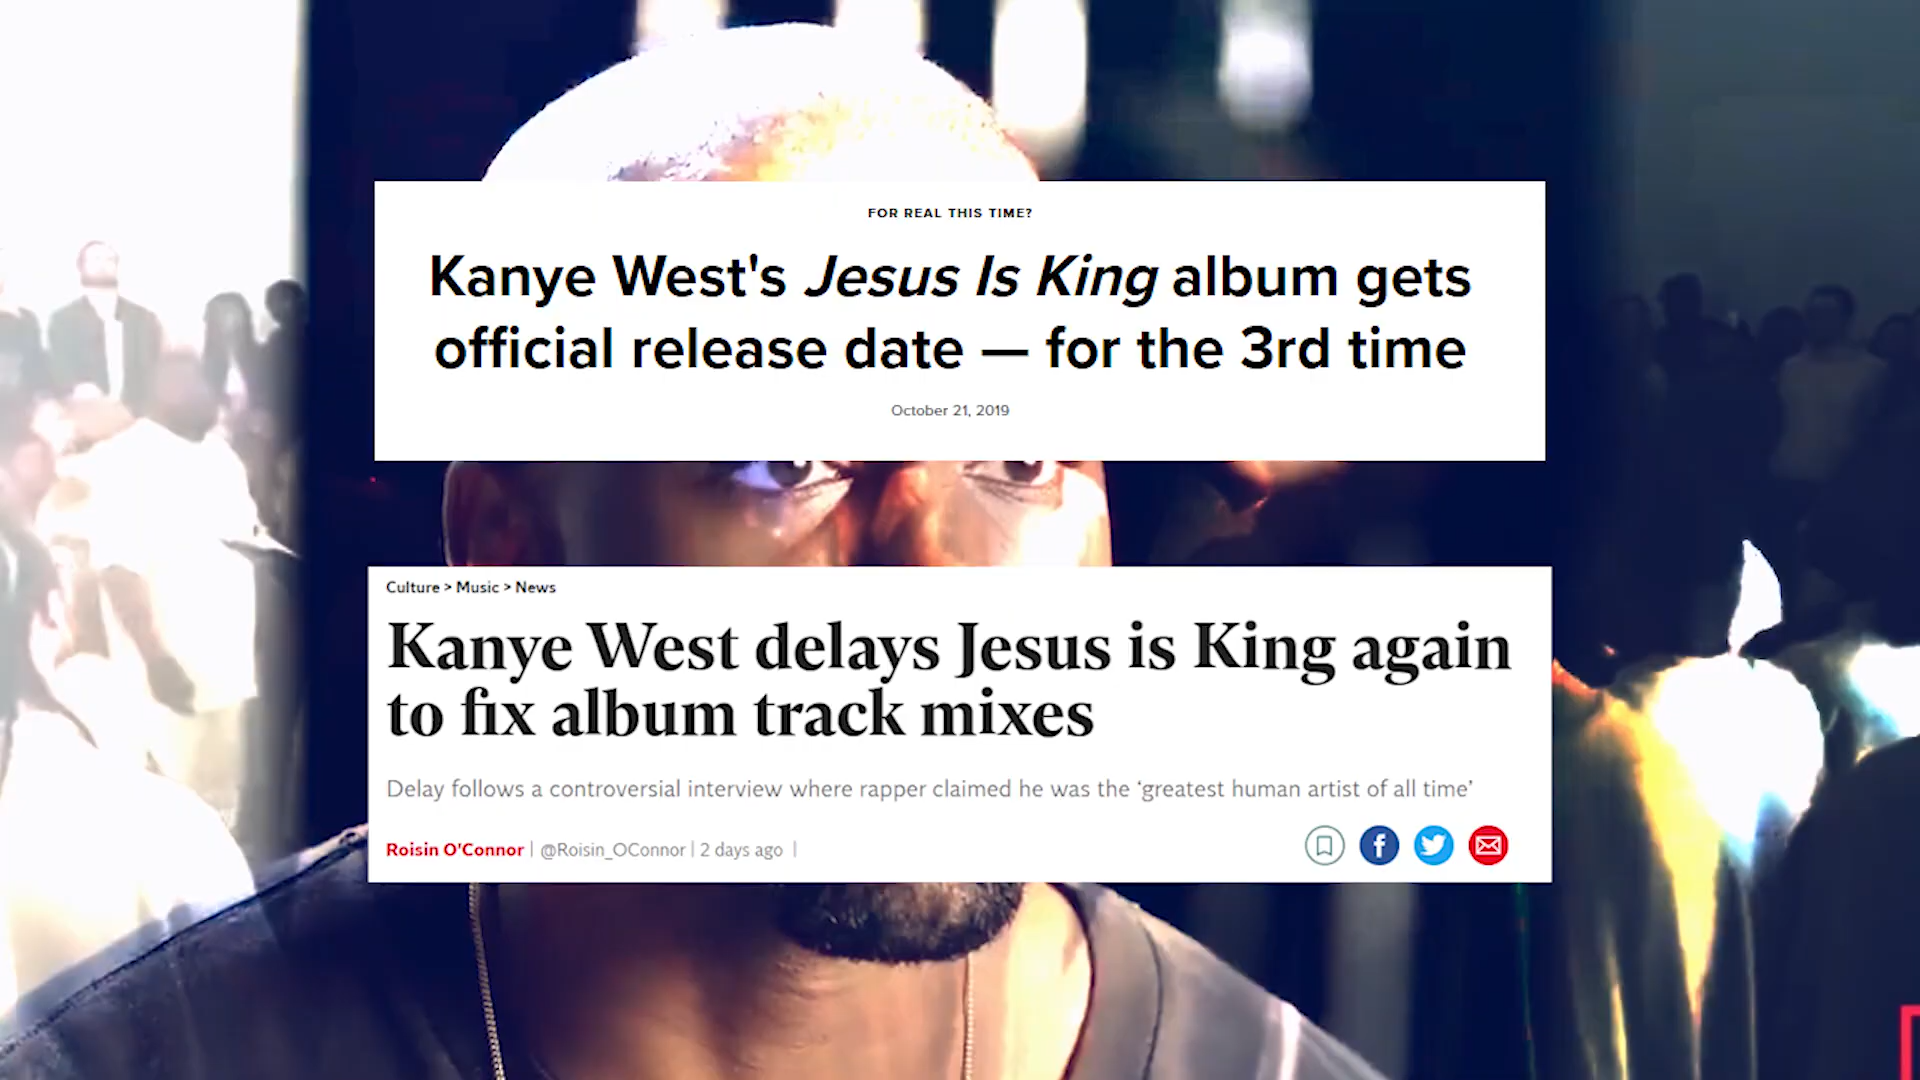 FOR REAL THIS TIME?
Kanye West's Jesus Is King album gets
official release date — for the 3rd time
October 21, 2019
Culture > Music > News
Kanye West delays Jesus is King again
to fix album track mixes
Delay follows a controversial interview where rapper claimed he was the ‘greatest human artist of all time’
Roisin O'Connor | @Roisin_OConnor | 2 days ago |